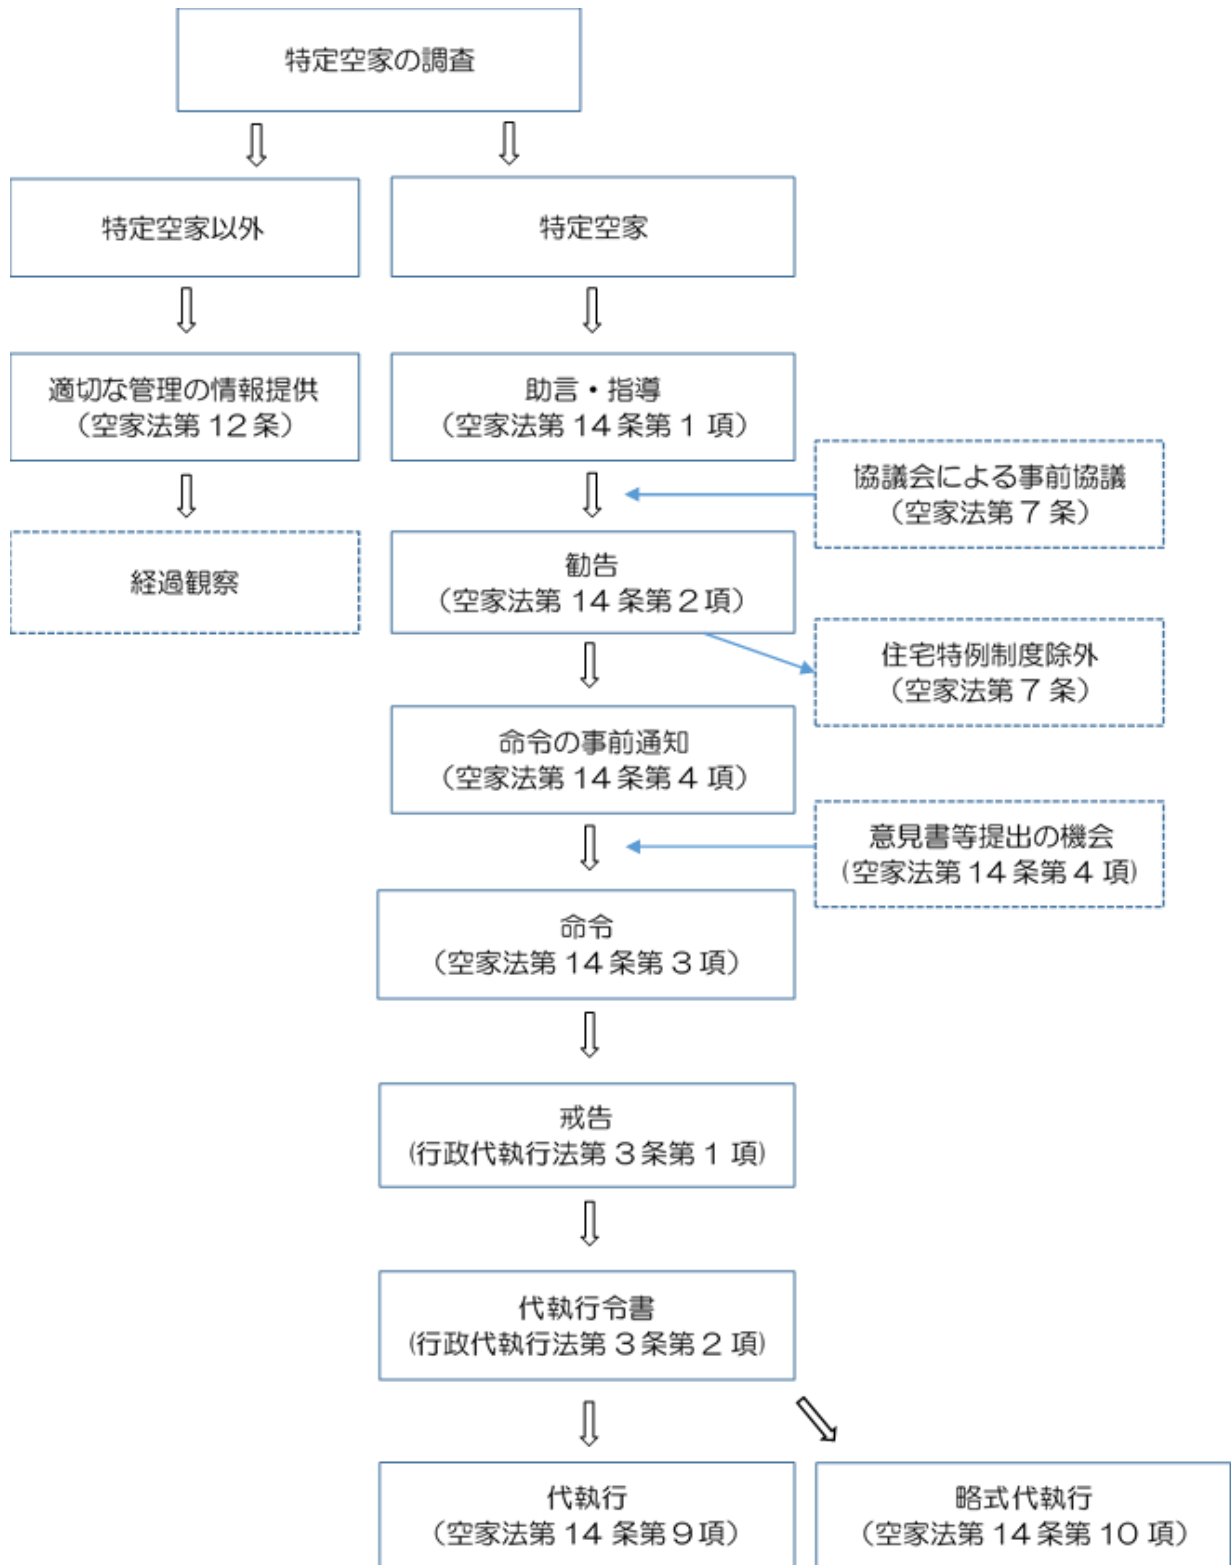 特定空家の調査
特定空家以外
特定空家
適切な管理の情報提供
（空家法第 12 条）
助言・指導
（空家法第 14 条第 1 項）
協議会による事前協議
（空家法第 7 条）
経過観察
勧告
（空家法第 14 条第 2 項）
住宅特例制度除外
（空家法第 7 条）
命令の事前通知
（空家法第 14 条第 4 項）
意見書等提出の機会
(空家法第 14 条第 4 項)
命令
（空家法第 14 条第 3 項）
戒告
(行政代執行法第 3 条第 1 項)
代執行令書
(行政代執行法第 3 条第 2 項)
代執行
（空家法第 14 条第 9 項）
略式代執行
（空家法第 14 条第 10 項）